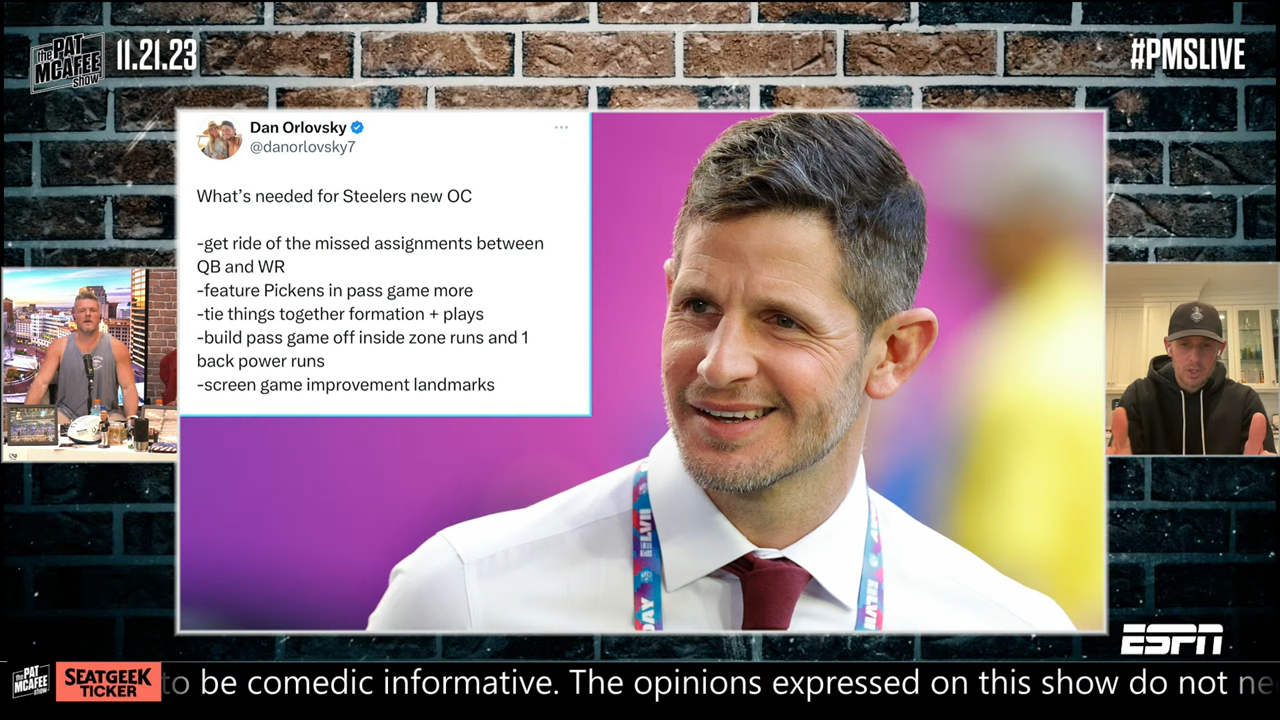 the PAT MCAFEE show
11.21.23
#PMSLIVE
Dan Orlovsky
@danorlovsky7
What's needed for Steelers new OC
-get ride of the missed assignments between
QB and WR
-feature Pickens in pass game more
-tie things together formation + plays
-build pass game off inside zone runs and 1
back power runs
-screen game improvement landmarks
ESPN
the PAT MCAFEE show
SEATGEEK
TICKER
to be comedic informative. The opinions expressed on this show do not